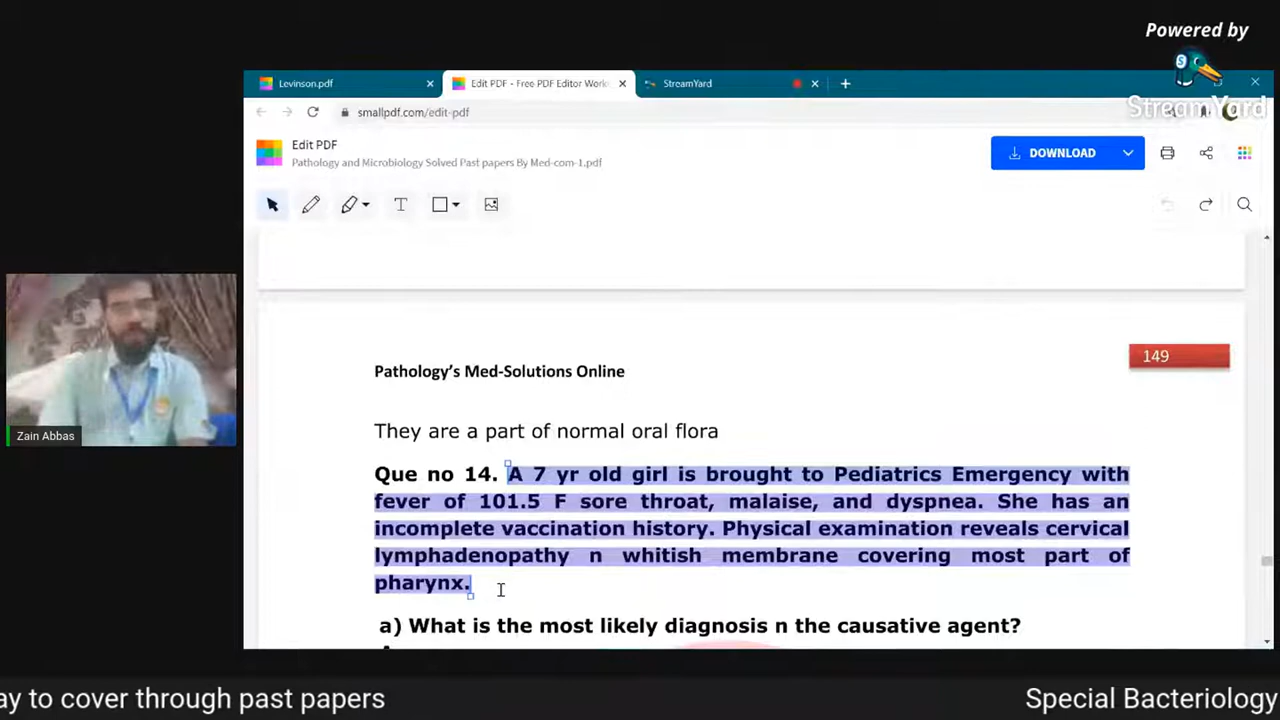 Powered by
StreamYard
Levinson.pdf
Edit PDF - Free PDF Editor Work
StreamYard
smallpdf.com/edit-pdf
Edit PDF
Pathology and Microbiology Solved Past papers By Med-com-1.pdf
DOWNLOAD
149
Pathology's Med-Solutions Online
They are a part of normal oral flora
Que no 14. A 7 yr old girl is brought to Pediatrics Emergency with
fever of 101.5 F sore throat, malaise, and dyspnea. She has an
incomplete vaccination history. Physical examination reveals cervical
lymphadenopathy n whitish membrane covering most part of
pharynx.
a) What is the most likely diagnosis n the causative agent?
Zain Abbas
ay to cover through past papers
Special Bacteriology